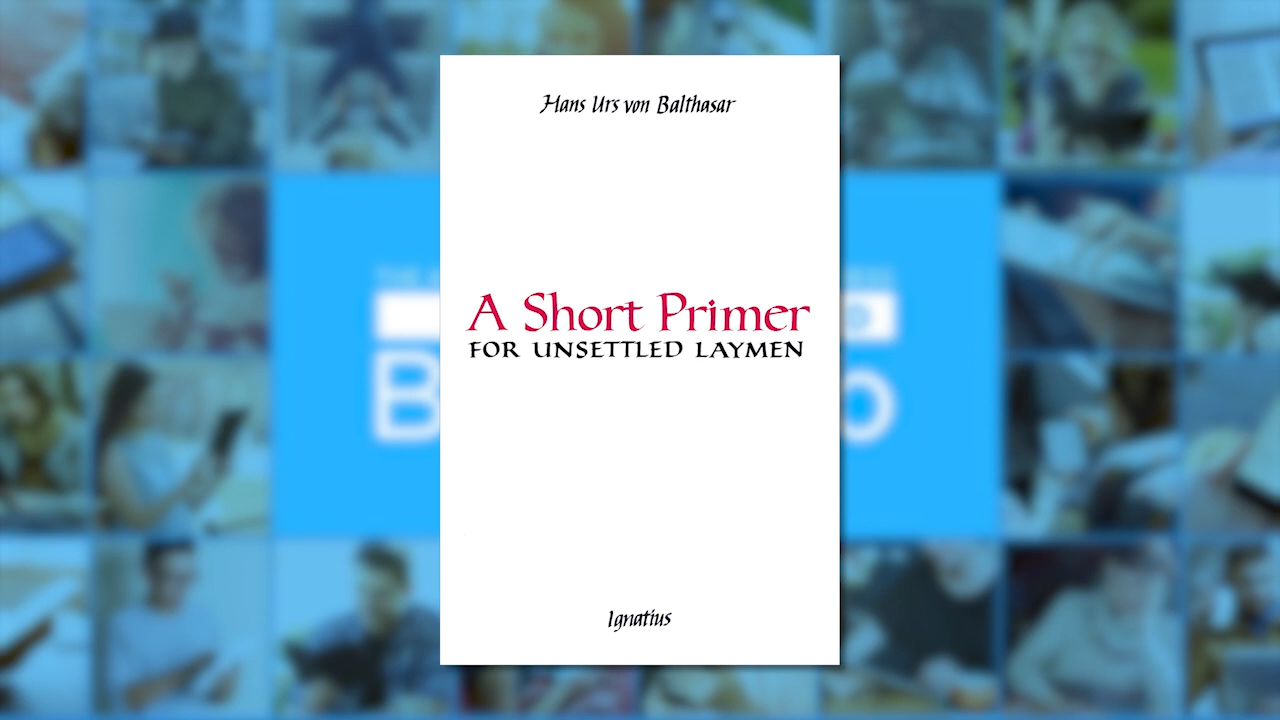 Hans Urs von Balthasar
A Short Primer
FOR UNSETTLED LAYMEN
Ignatius